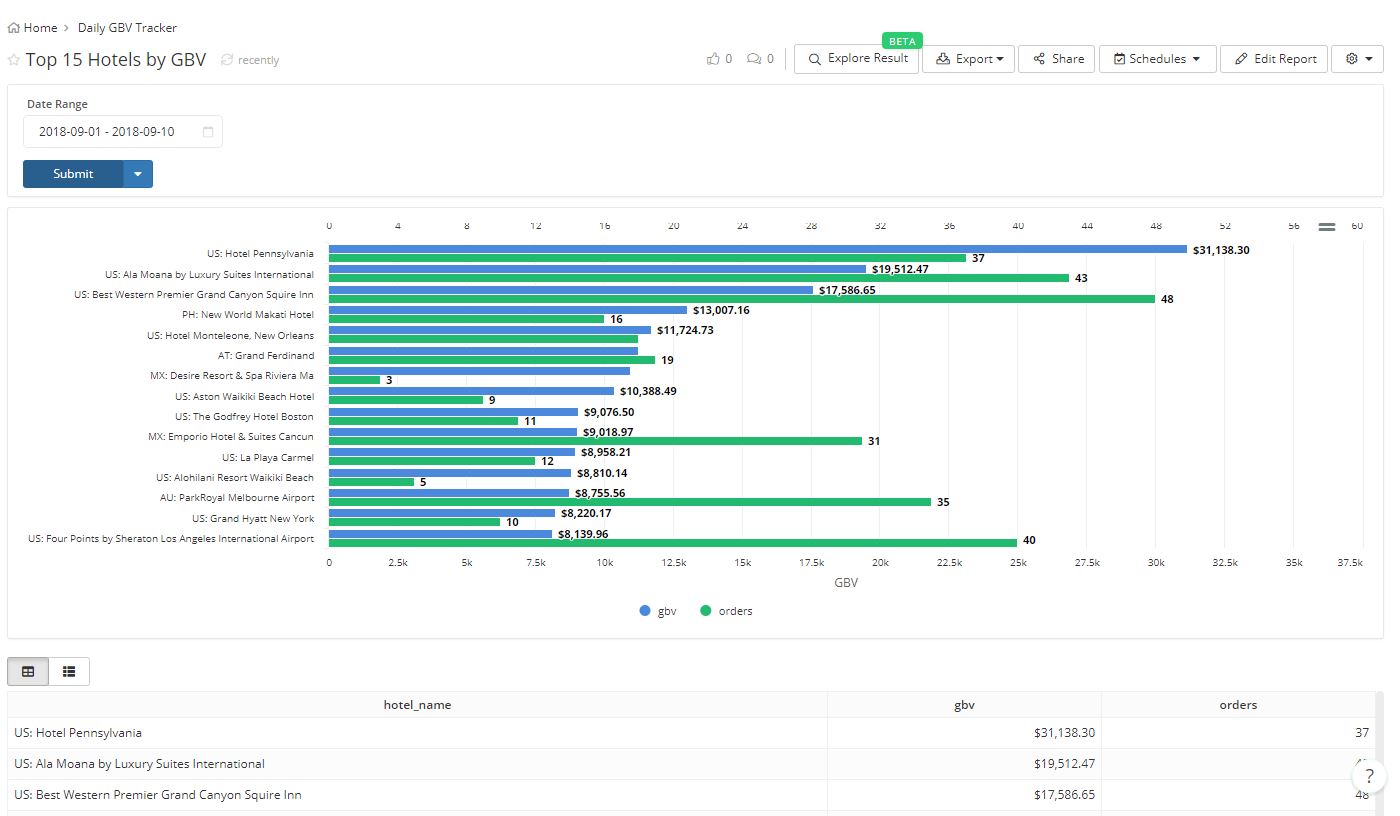 Home > Daily GBV Tracker
Top 15 Hotels by GBV recently
0 0 Explore Result BETA Export Share Schedules Edit Report
Date Range
2018-09-01 - 2018-09-10
Submit
0 4 8 12 16 20 24 28 32 36 40 44 48 52 56 60
US: Hotel Pennsylvania $31,138.30
37
US: Ala Moana by Luxury Suites International $19,512.47
43
US: Best Western Premier Grand Canyon Squire Inn $17,586.65
48
PH: New World Makati Hotel $13,007.16
16
US: Hotel Monteleone, New Orleans $11,724.73
AT: Grand Ferdinand
19
MX: Desire Resort & Spa Riviera Ma
3
US: Aston Waikiki Beach Hotel $10,388.49
9
US: The Godfrey Hotel Boston $9,076.50
11
MX: Emporio Hotel & Suites Cancun $9,018.97
31
US: La Playa Carmel $8,958.21
12
US: Alohilani Resort Waikiki Beach $8,810.14
5
AU: ParkRoyal Melbourne Airport $8,755.56
35
US: Grand Hyatt New York $8,220.17
10
US: Four Points by Sheraton Los Angeles International Airport $8,139.96
40
0 2.5k 5k 7.5k 10k 12.5k 15k 17.5k 20k 22.5k 25k 27.5k 30k 32.5k 35k 37.5k
GBV
gbv orders
hotel_name gbv orders
US: Hotel Pennsylvania $31,138.30 37
US: Ala Moana by Luxury Suites International $19,512.47
US: Best Western Premier Grand Canyon Squire Inn $17,586.65 48
?